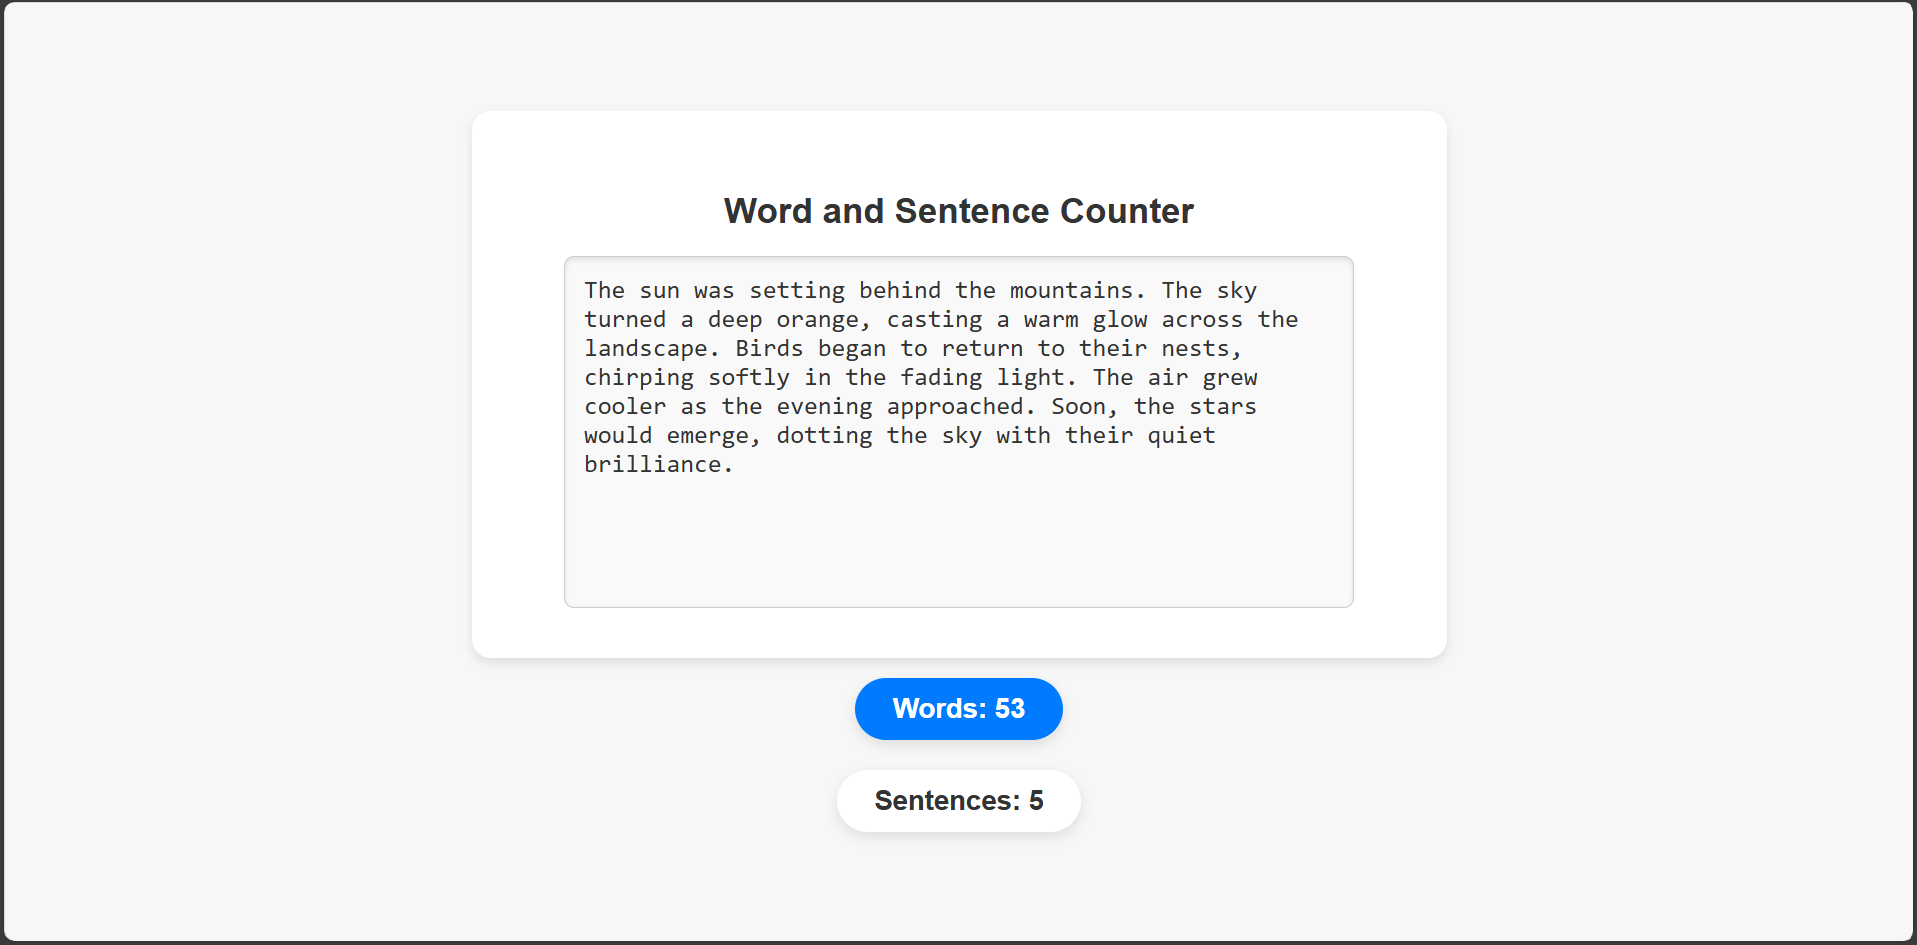 Word and Sentence Counter
The sun was setting behind the mountains. The sky
turned a deep orange, casting a warm glow across the
landscape. Birds began to return to their nests,
chirping softly in the fading light. The air grew
cooler as the evening approached. Soon, the stars
would emerge, dotting the sky with their quiet
brilliance.
Words: 53
Sentences: 5